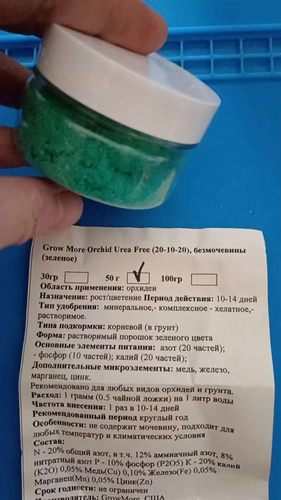 Grow More Orchid Urea Free (20-10-20), безмочевины
(зеленое)
30гр 50 г 100гр
Область применения: орхидеи
Назначение: рост/цветение Период действия: 10-14 дней
Тип удобрения: минеральное,- комплексное - хелатное,-
растворимое.
Типа подкормки: корневой (в грунт)
Форма: растворимый порошок зеленого цвета
Основные элементы питания: азот (20 частей);
- фосфор (10 частей); калий (20 частей);
Дополнительные микроэлементы: медь, железо,
марганец, цинк.
Рекомендовано для любых видов орхидеи и грунта.
Расход: 1 грамм (0.5 чайной ложки) на 1 литр воды
Частота внесения: 1 раз в 10-14 дней
Рекомендованный период круглый год
Особенности: не содержит мочевину, подходит для
любых температур и климатических условия
Состав:
N - 20% общий азот, в т.ч. 12% аммиачный азот, 8%
нитратный азот P - 10% фосфор (P2O5) K - 20% калий
(K2O) 0,05% Медь(Cu) 0,10% Железо(Fe) 0,05%
Марганец(Mn) 0,05% Цинк(Zn)
Срок годности: не ограничен
Производитель: GrowMore, США